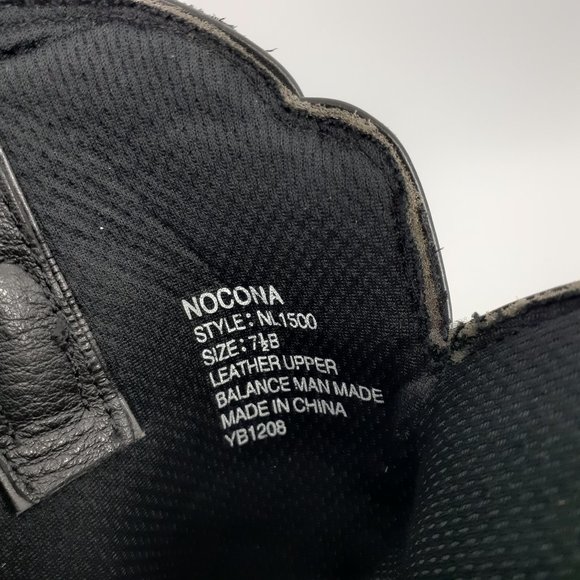 NOCONA
STYLE: NL1500
SIZE: 7½B
LEATHER UPPER
BALANCE MAN MADE
MADE IN CHINA
YB1208